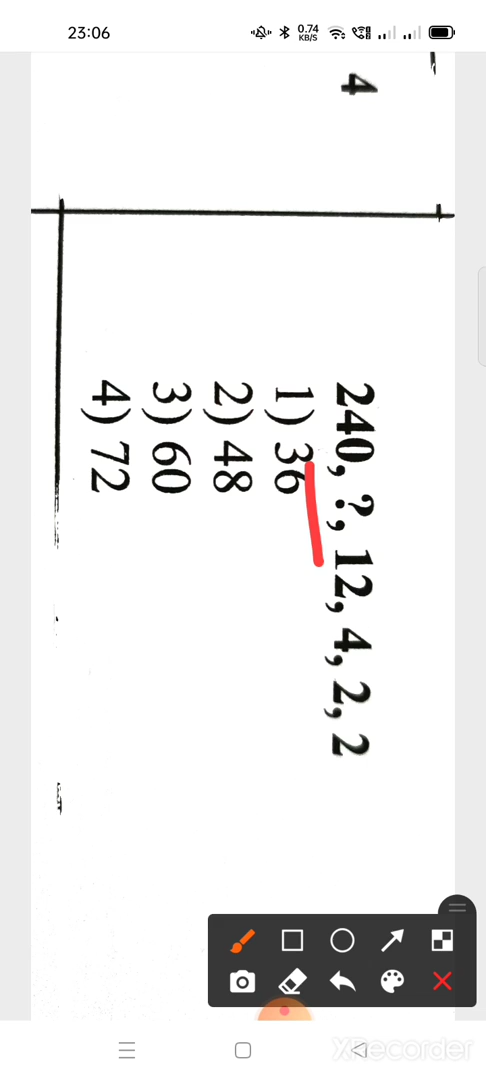 23:06
0.74
KB/S
4
240, ?, 12, 4, 2, 2
1) 36
2) 48
3) 60
4) 72
XRecorder